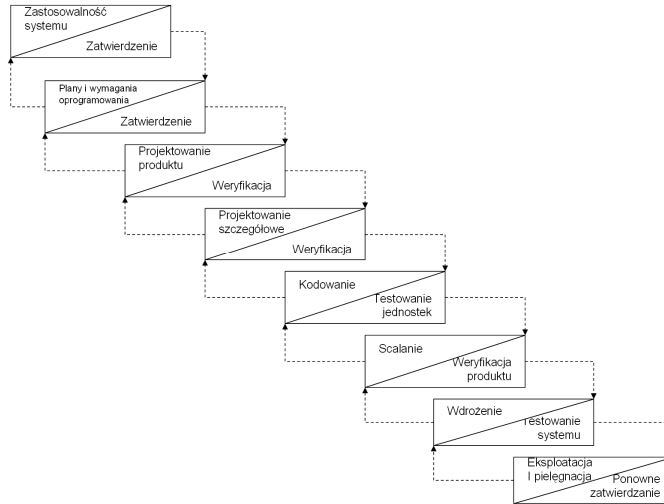 Zastosowalność
systemu
Zatwierdzenie
Plany i wymagania
oprogramowania
Zatwierdzenie
Projektowanie
produktu
Weryfikacja
Projektowanie
szczegółowe
Weryfikacja
Kodowanie
Testowanie
jednostek
Scalanie
Weryfikacja
produktu
Wdrożenie
Testowanie
systemu
Eksploatacja
I pielęgnacja
Ponowne
zatwierdzanie